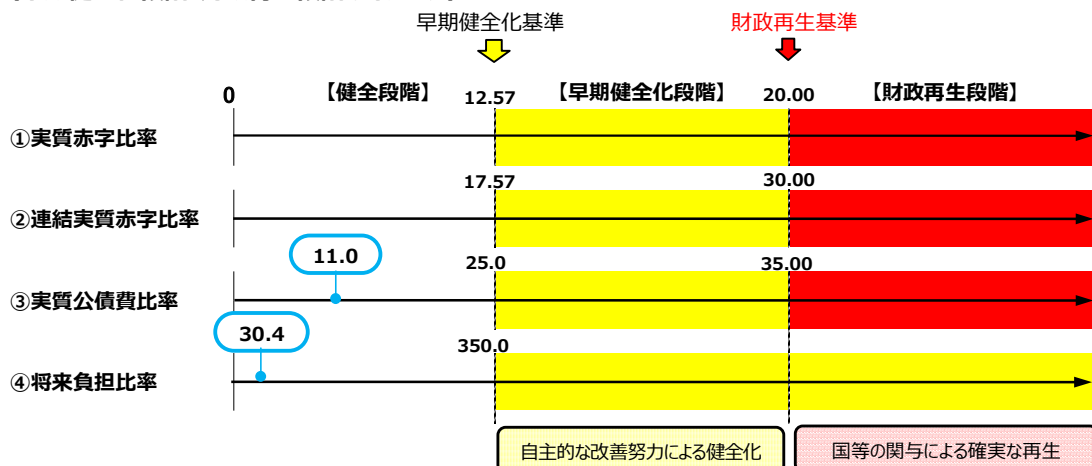 早期健全化基準
財政再生基準
0
【健全段階】
12.57
【早期健全化段階】
20.00
【財政再生段階】
①実質赤字比率
17.57
30.00
②連結実質赤字比率
11.0
25.0
35.00
③実質公債費比率
30.4
350.0
④将来負担比率
自主的な改善努力による健全化
国等の関与による確実な再生